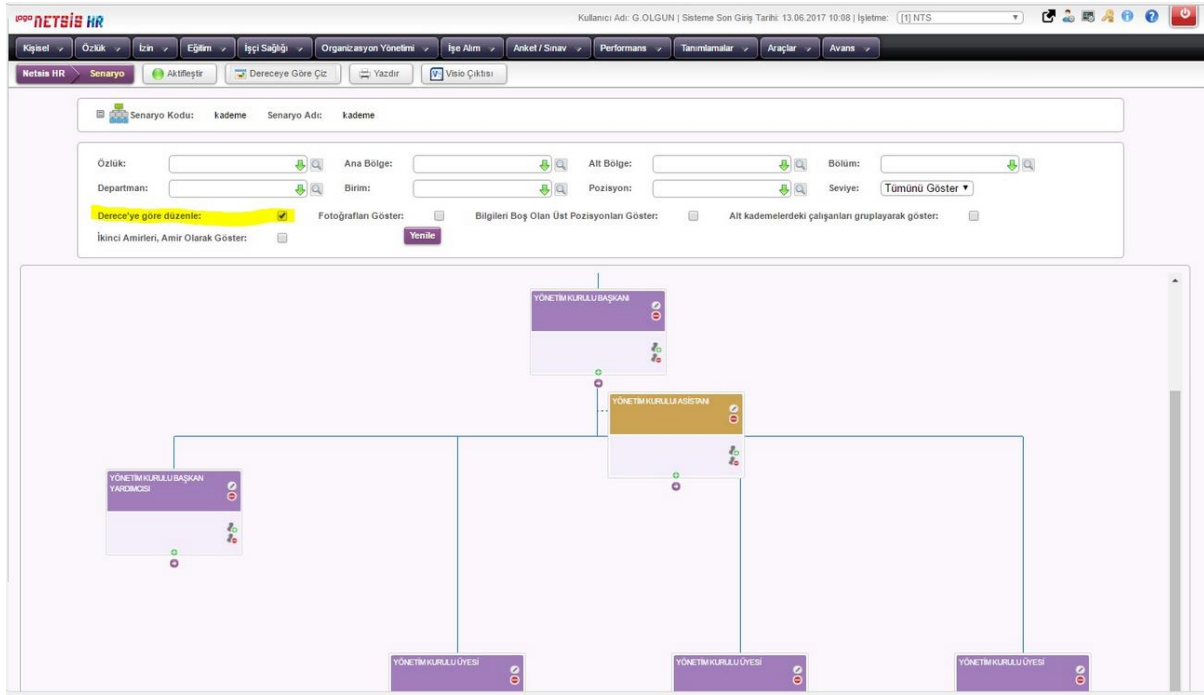 LOGO NETSİS HR
Kullanıcı Adı: G.OLGUN | Sisteme Son Giriş Tarihi: 13.06.2017 10:08 | İşletme: [1] NTS
Kişisel Özlük İzin Eğitim İşçi Sağlığı Organizasyon Yönetimi İşe Alım Anket / Sınav Performans Tanımlamalar Araçlar Avans
Netsis HR Senaryo Aktifleştir Dereceye Göre Çiz Yazdır Visio Çıktısı
Senaryo Kodu: kademe Senaryo Adı: kademe
Özlük: Ana Bölge: Alt Bölge: Bölüm:
Departman: Birim: Pozisyon: Seviye: Tümünü Göster
Derece'ye göre düzenle: Fotoğrafları Göster: Bilgileri Boş Olan Üst Pozisyonları Göster: Alt kademelerdeki çalışanları gruplayarak göster:
İkinci Amirleri, Amir Olarak Göster: Yenile
YÖNETİM KURULU BAŞKANI
YÖNETİM KURULUI ASİSTANI
YÖNETİM KURULU BAŞKAN
YARDIMCISI
YÖNETİM KURULU ÜYESİ YÖNETİM KURULU ÜYESİ YÖNETİM KURULU ÜYESİ